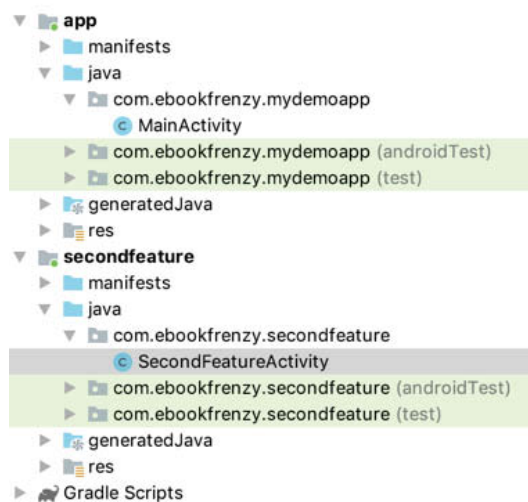 app
manifests
java
com.ebookfrenzy.mydemoapp
MainActivity
com.ebookfrenzy.mydemoapp (androidTest)
com.ebookfrenzy.mydemoapp (test)
generatedJava
res
secondfeature
manifests
java
com.ebookfrenzy.secondfeature
SecondFeatureActivity
com.ebookfrenzy.secondfeature (androidTest)
com.ebookfrenzy.secondfeature (test)
generatedJava
res
Gradle Scripts